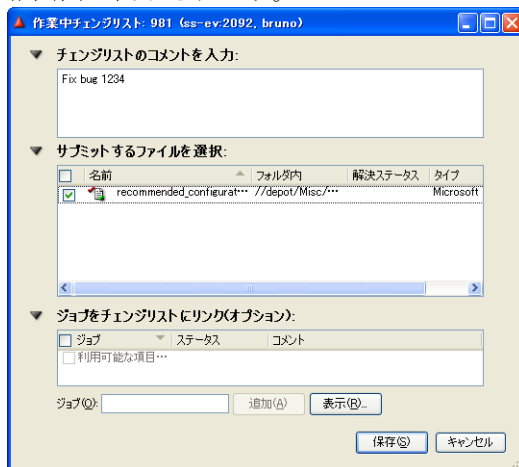 作業中チェンジリスト: 981 (ss-ev:2092, bruno)
チェンジリストのコメントを入力:
Fix bug 1234
サブミットするファイルを選択:
名前 フォルダ内 解決ステータス タイプ
recommended_configurat… //depot/Misc/… Microsoft
ジョブをチェンジリストにリンク(オプション):
ジョブ ステータス コメント
利用可能な項目…
ジョブ(O): 追加(A) 表示(R)...
保存(S) キャンセル